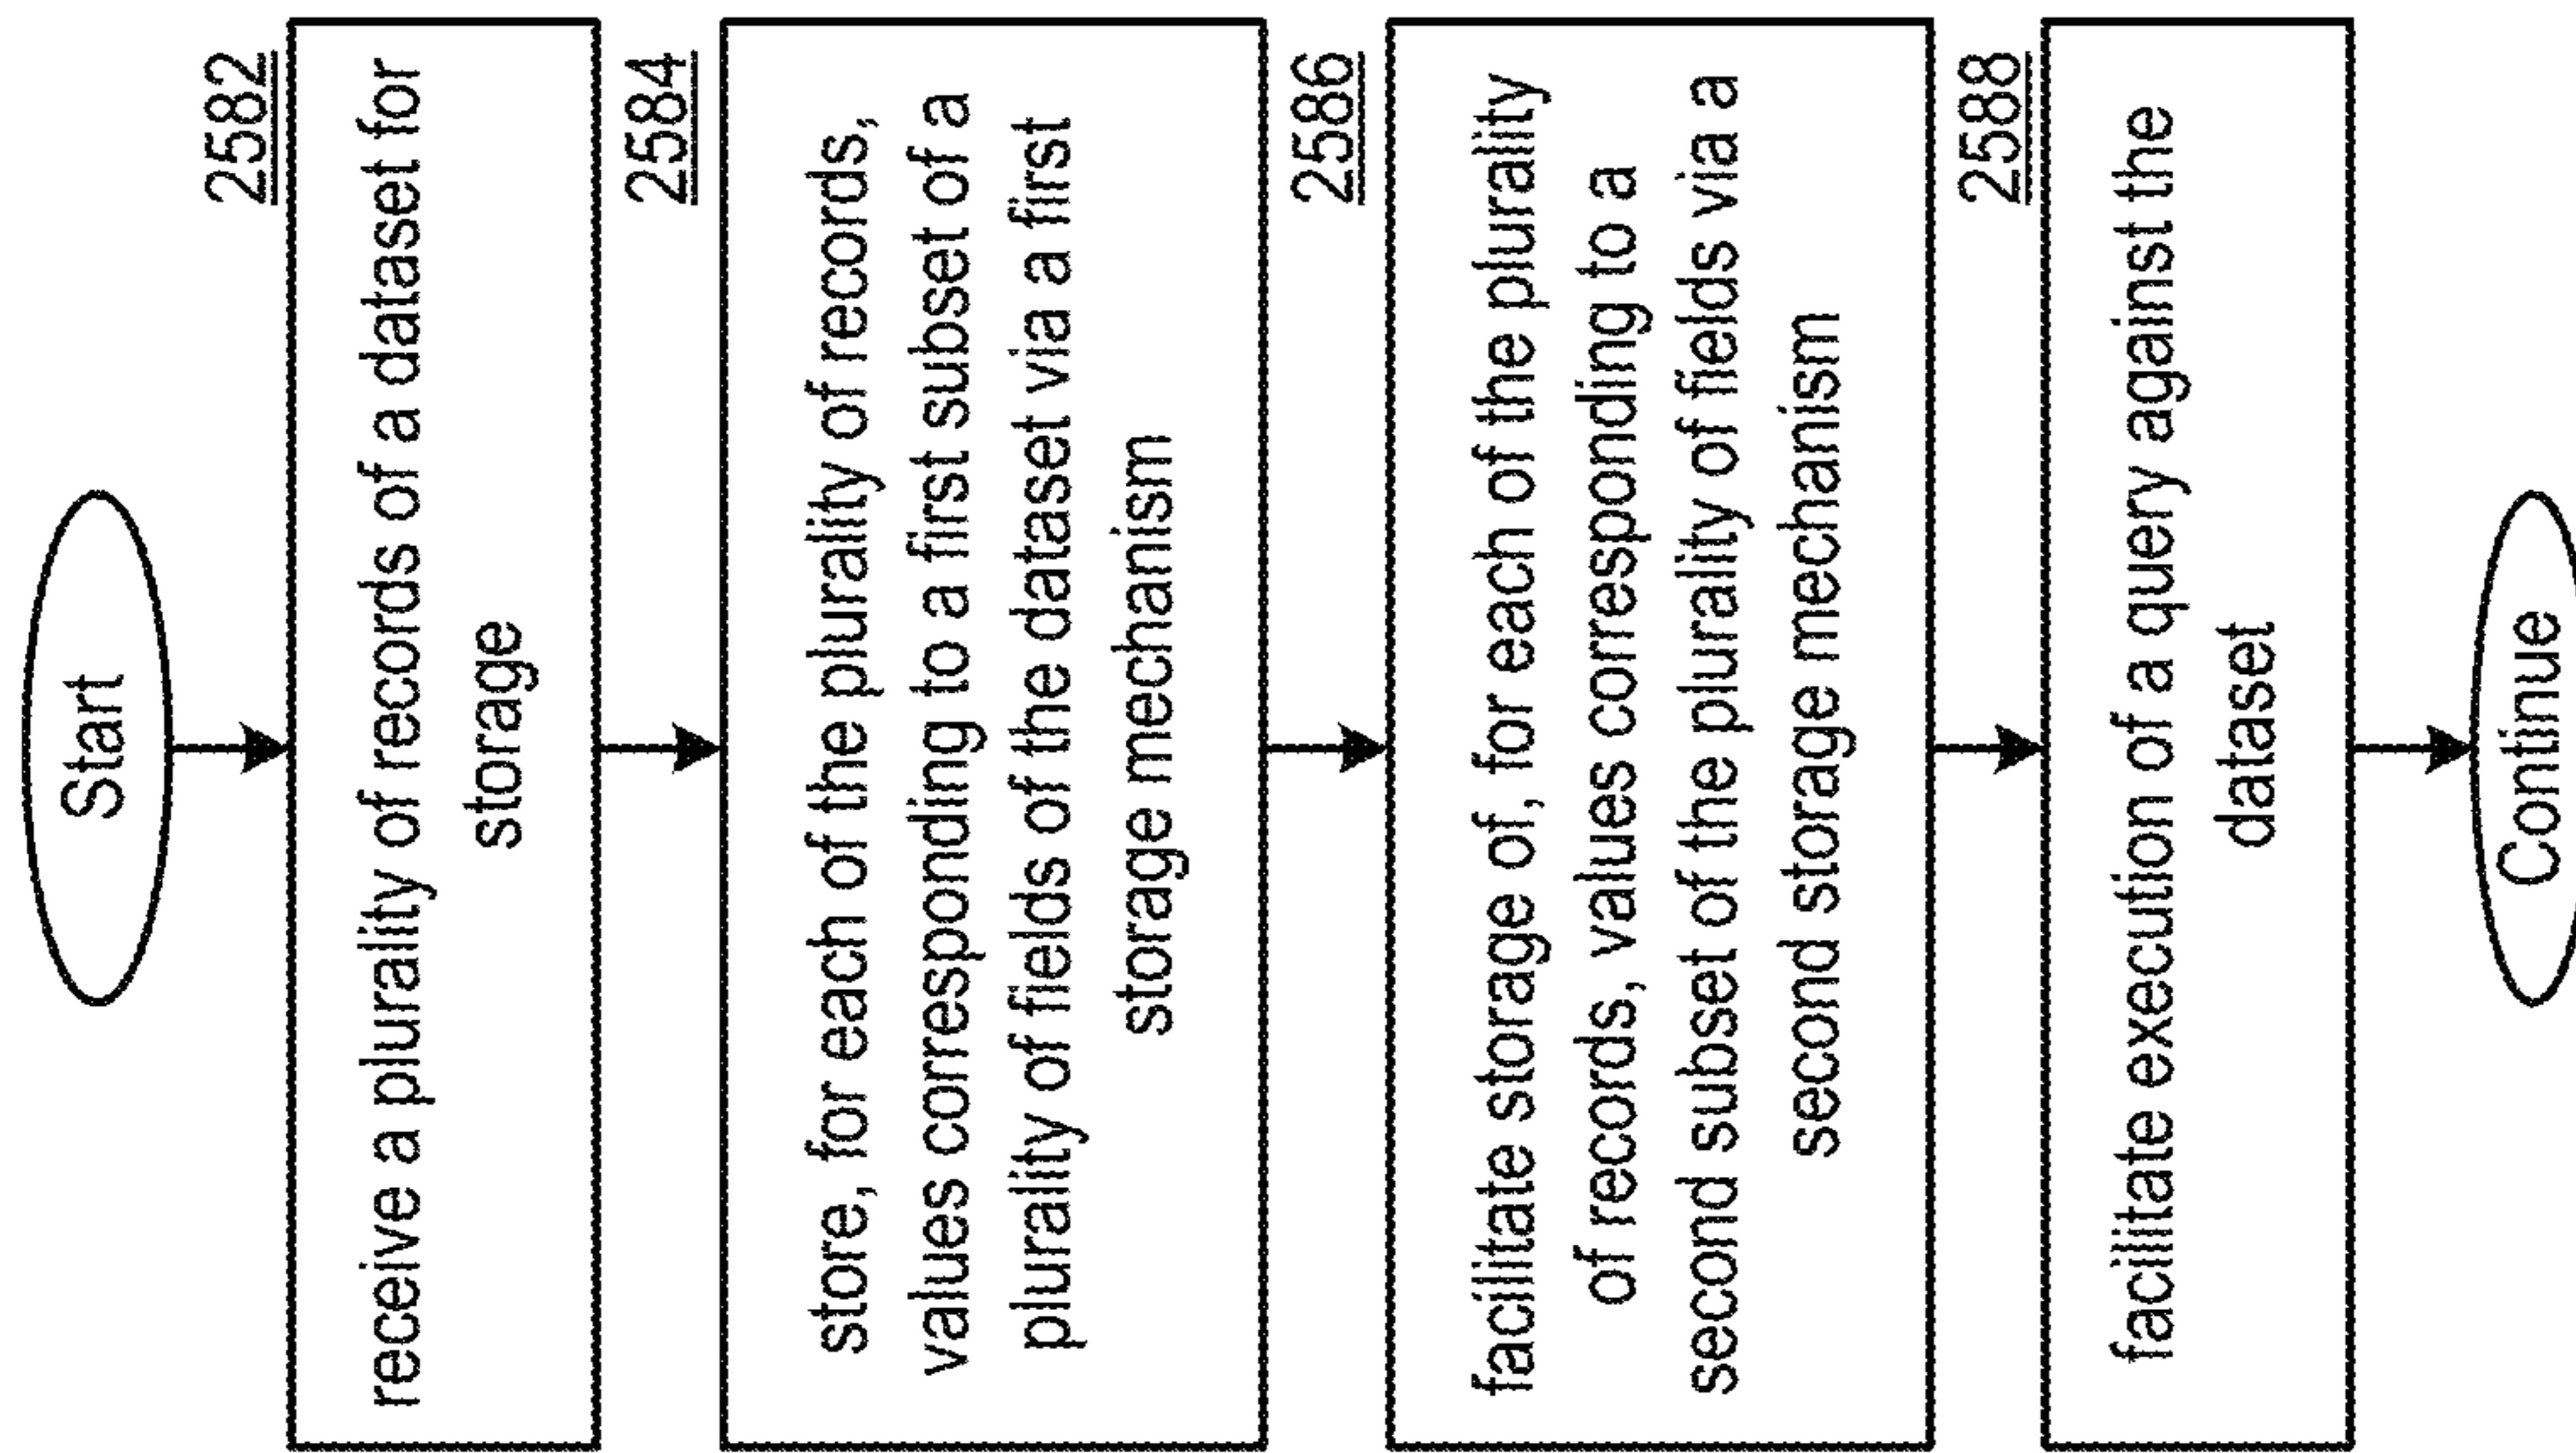 Start
2582
receive a plurality of records of a dataset for
storage
2584
store, for each of the plurality of records,
values corresponding to a first subset of a
plurality of fields of the dataset via a first
storage mechanism
2586
facilitate storage of, for each of the plurality
of records, values corresponding to a
second subset of the plurality of fields via a
second storage mechanism
2588
facilitate execution of a query against the
dataset
Continue